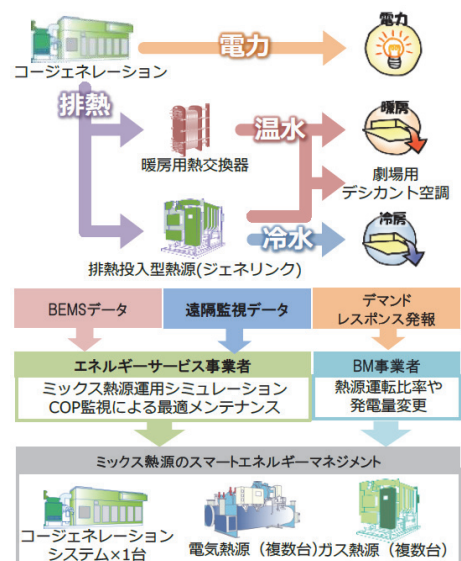 電力
電力
コージェネレーション
排熱
温水
暖房
暖房用熱交換器
劇場用
デシカント空調
冷水
冷房
排熱投入型熱源(ジェネリンク)
BEMSデータ
遠隔監視データ
デマンド
レスポンス発報
エネルギーサービス事業者
BM事業者
ミックス熱源運用シミュレーション
COP監視による最適メンテナンス
熱源運転比率や
発電量変更
ミックス熱源のスマートエネルギーマネジメント
コージェネレーション
システム×1台
電気熱源（複数台）
ガス熱源（複数台）